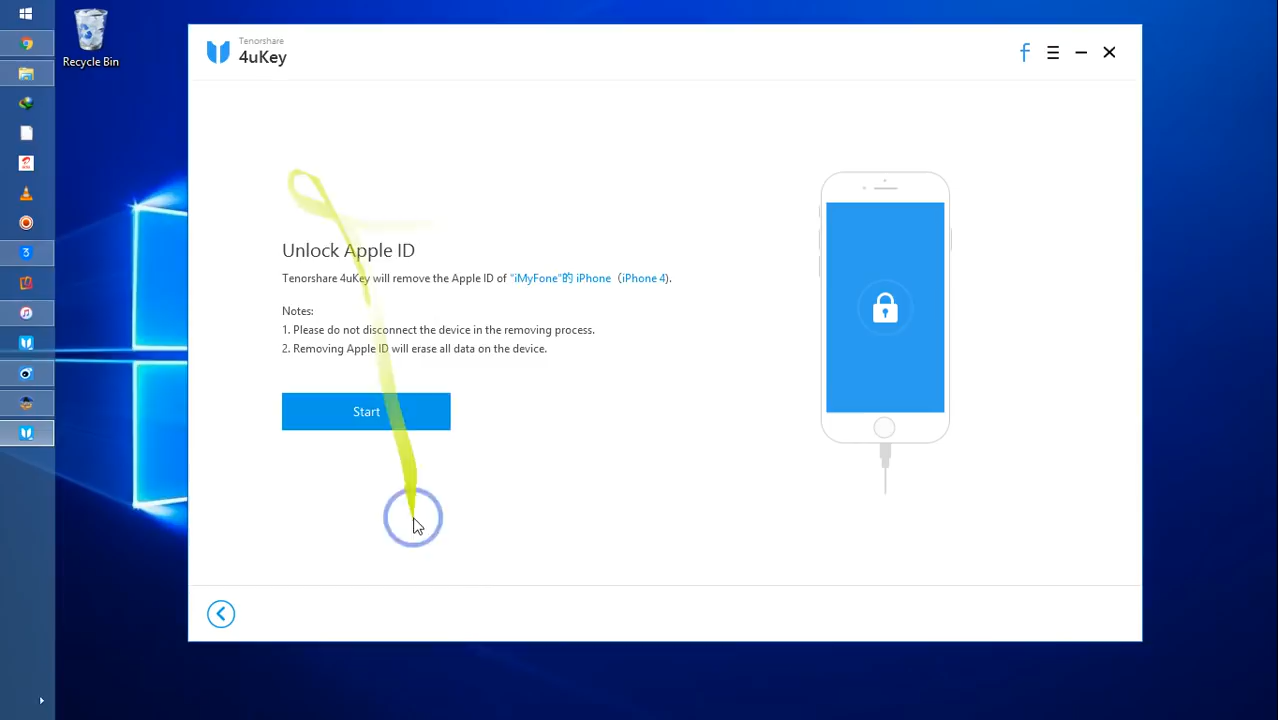 Recycle Bin
Tenorshare
4uKey
Unlock Apple ID
Tenorshare 4uKey will remove the Apple ID of "iMyFone"的 iPhone（iPhone 4).
Notes:
1. Please do not disconnect the device in the removing process.
2. Removing Apple ID will erase all data on the device.
Start